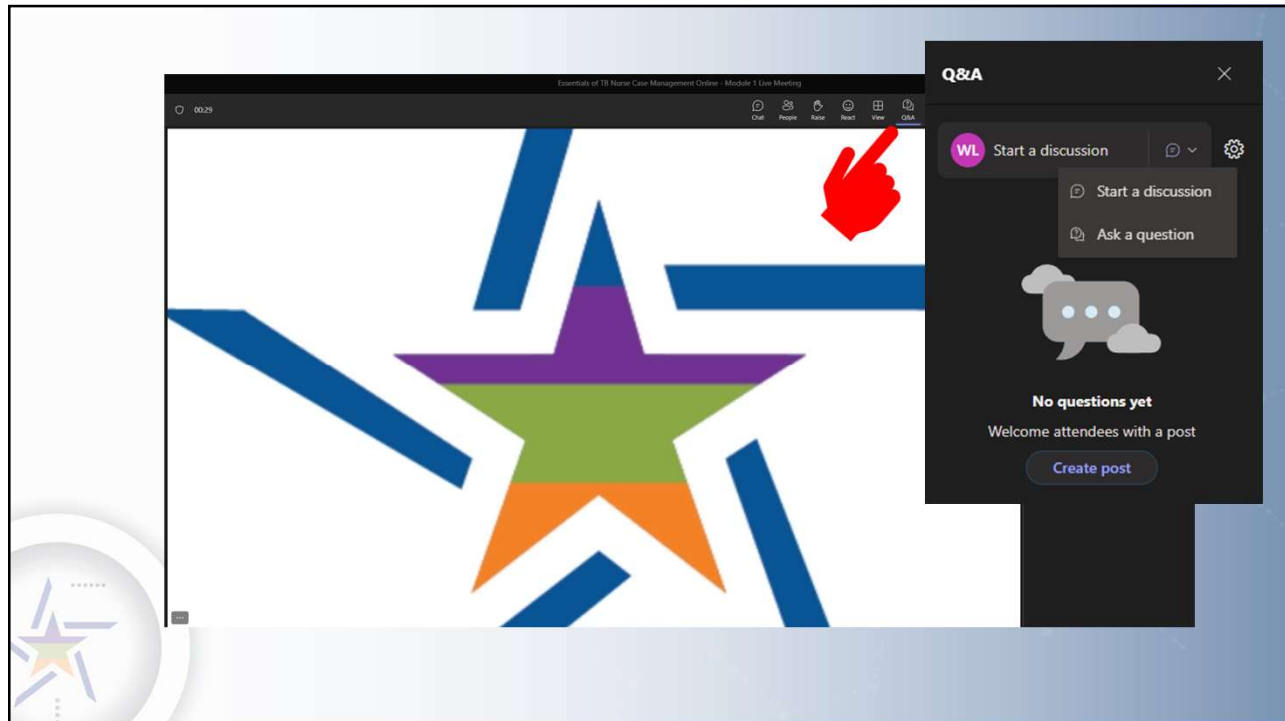 Essentials of TB Nurse Case Management Online - Module 1 Live Meeting
00:29
Chat People Raise React View Q&A
Q&A
WL Start a discussion
Start a discussion
Ask a question
No questions yet
Welcome attendees with a post
Create post